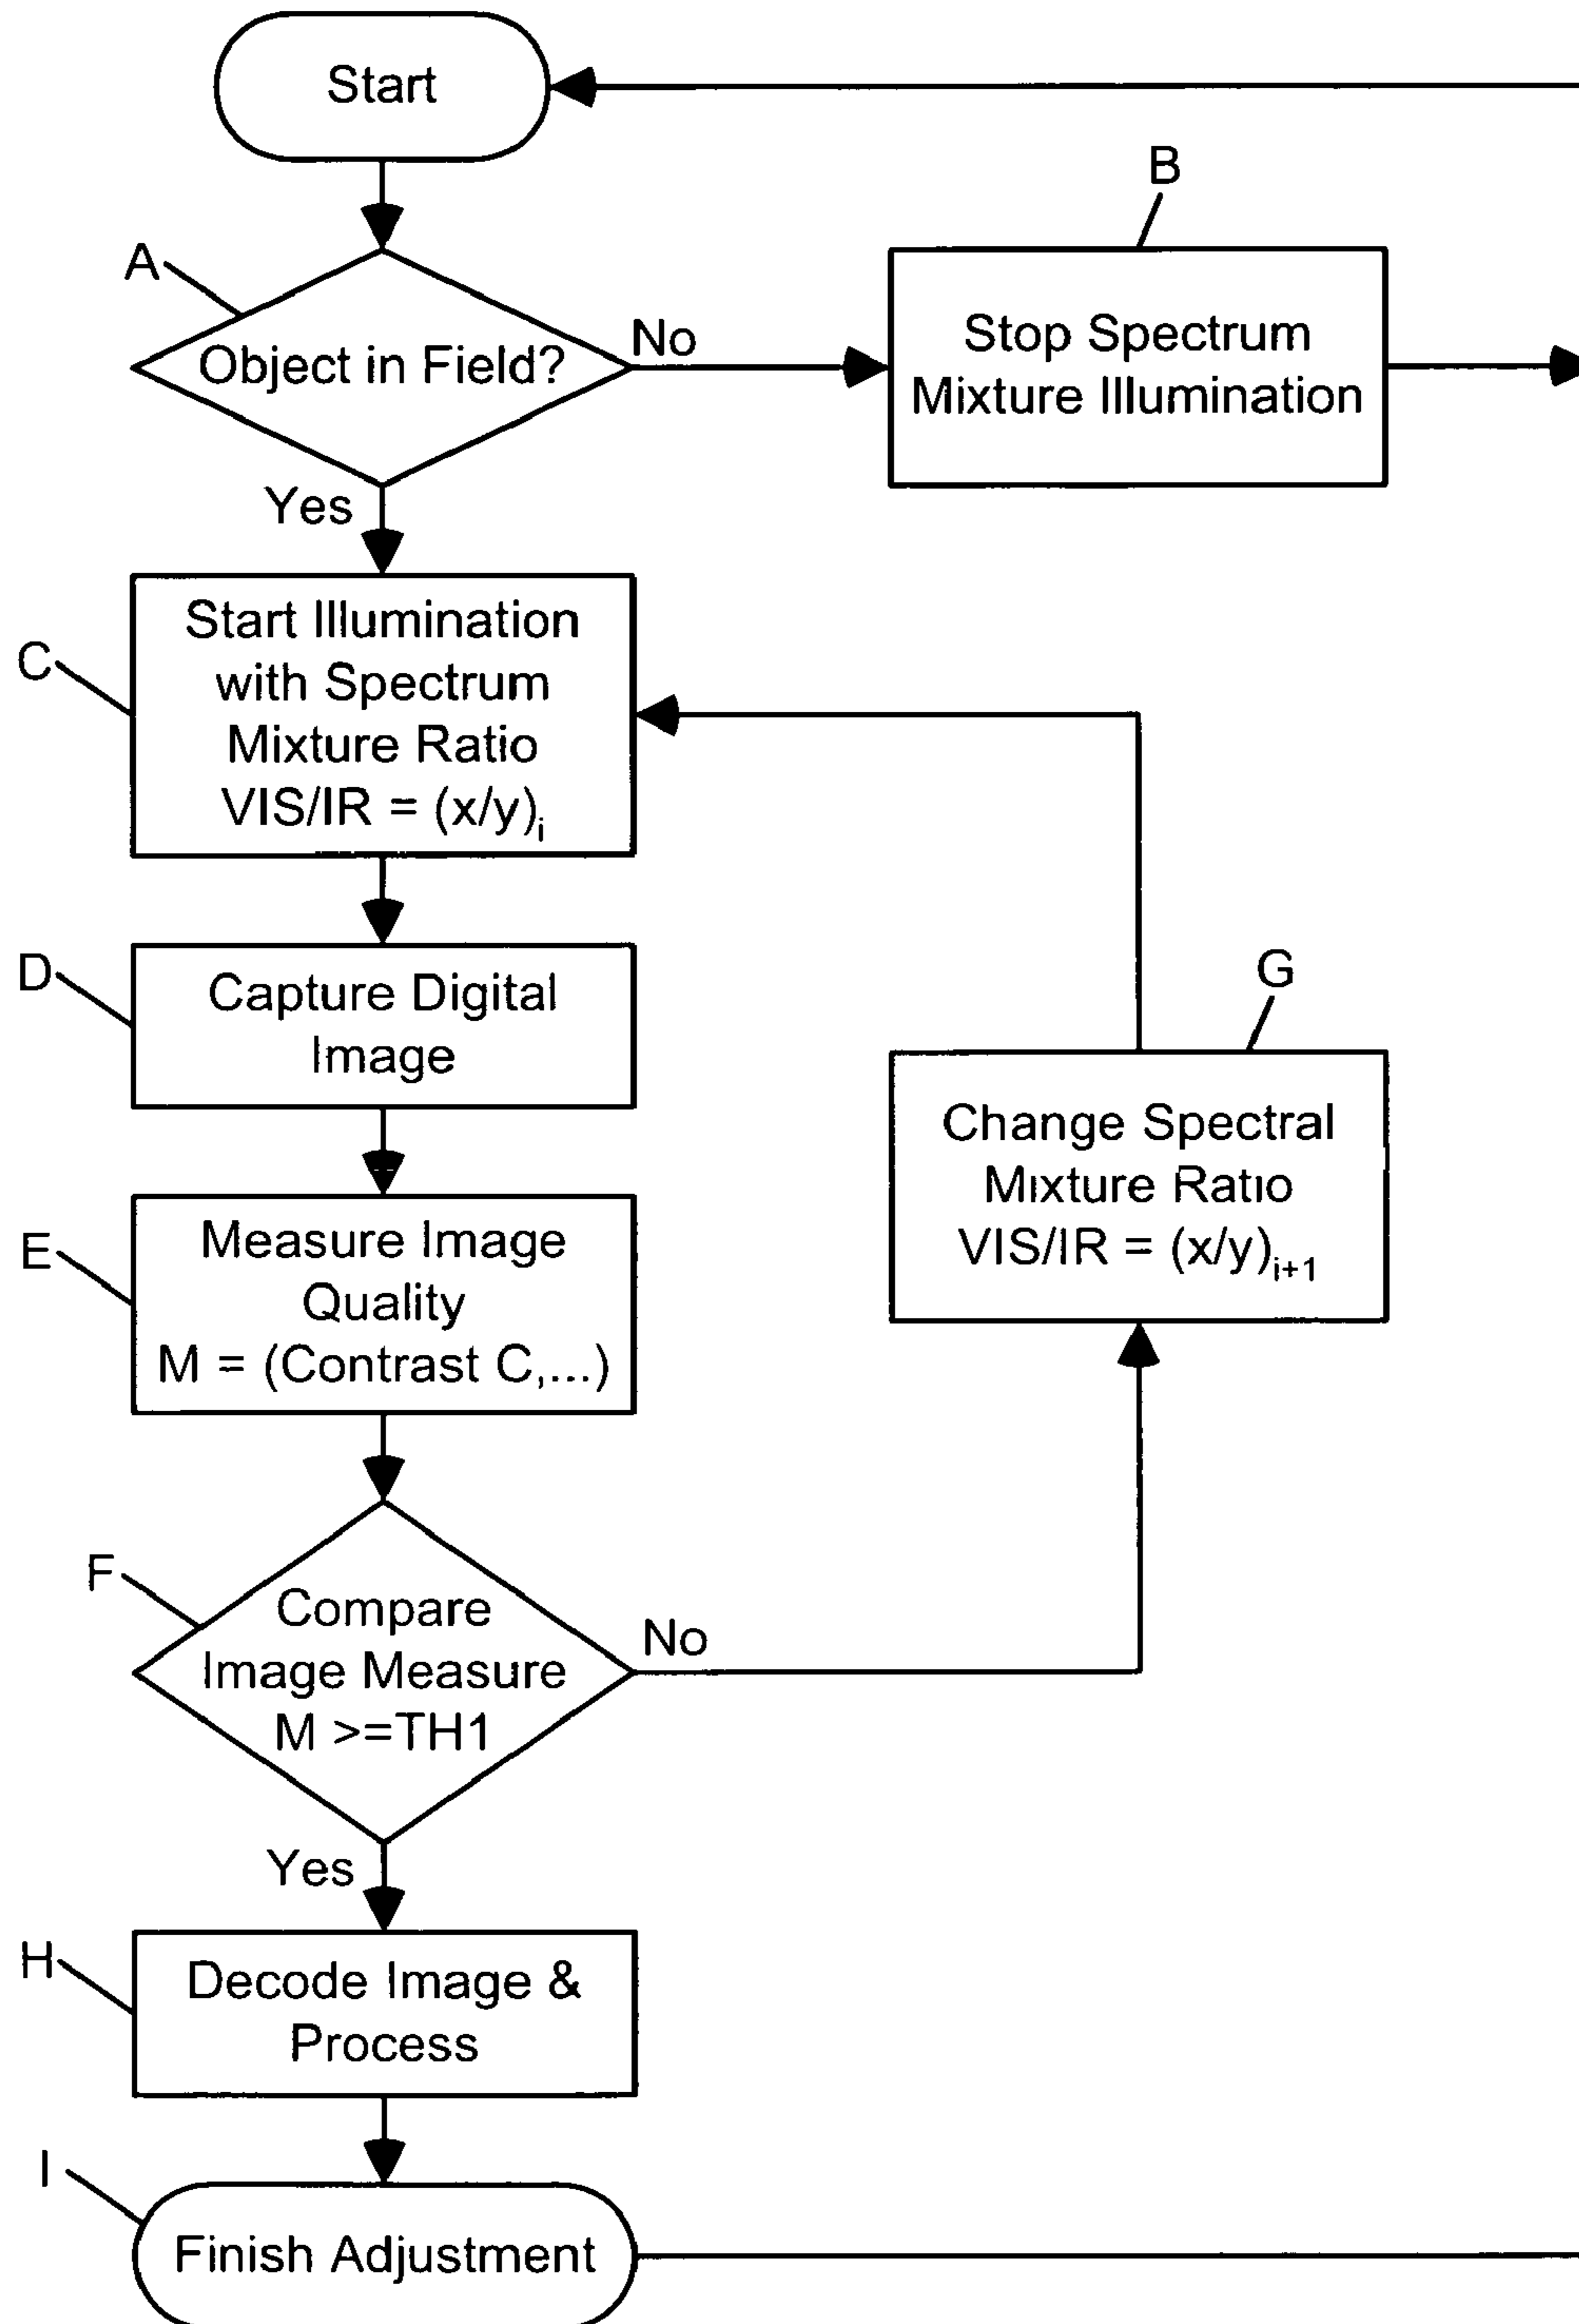 Start
B
A
Object in Field?
No
Stop Spectrum
Mixture Illumination
Yes
C
Start Illumination
with Spectrum
Mixture Ratio
VIS/IR = (x/y)i
D
Capture Digital
Image
G
Change Spectral
Mixture Ratio
VIS/IR = (x/y)i+1
E
Measure Image
Quality
M = (Contrast C,...)
F
Compare
Image Measure
M >=TH1
No
Yes
H
Decode Image &
Process
I
Finish Adjustment